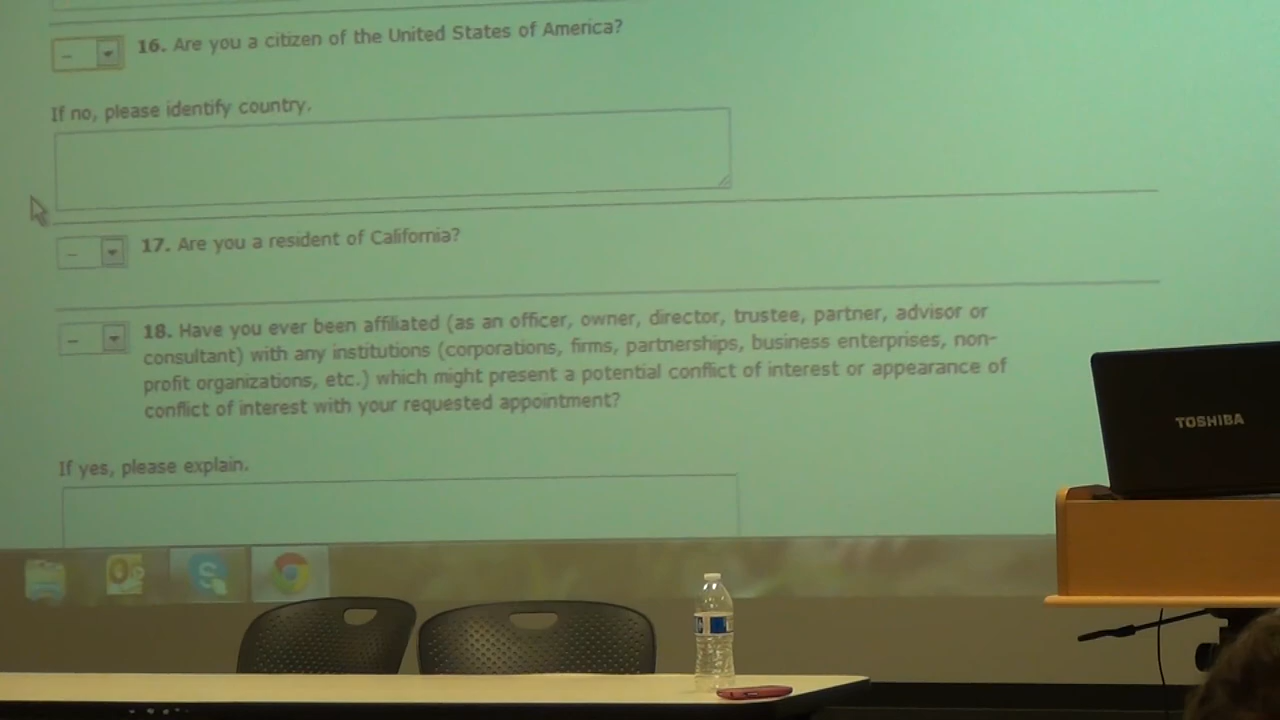 16. Are you a citizen of the United States of America?
If no, please identify country.
17. Are you a resident of California?
18. Have you ever been affiliated (as an officer, owner, director, trustee, partner, advisor or
consultant) with any institutions (corporations, firms, partnerships, business enterprises, non-
profit organizations, etc.) which might present a potential conflict of interest or appearance of
conflict of interest with your requested appointment?
If yes, please explain.
TOSHIBA